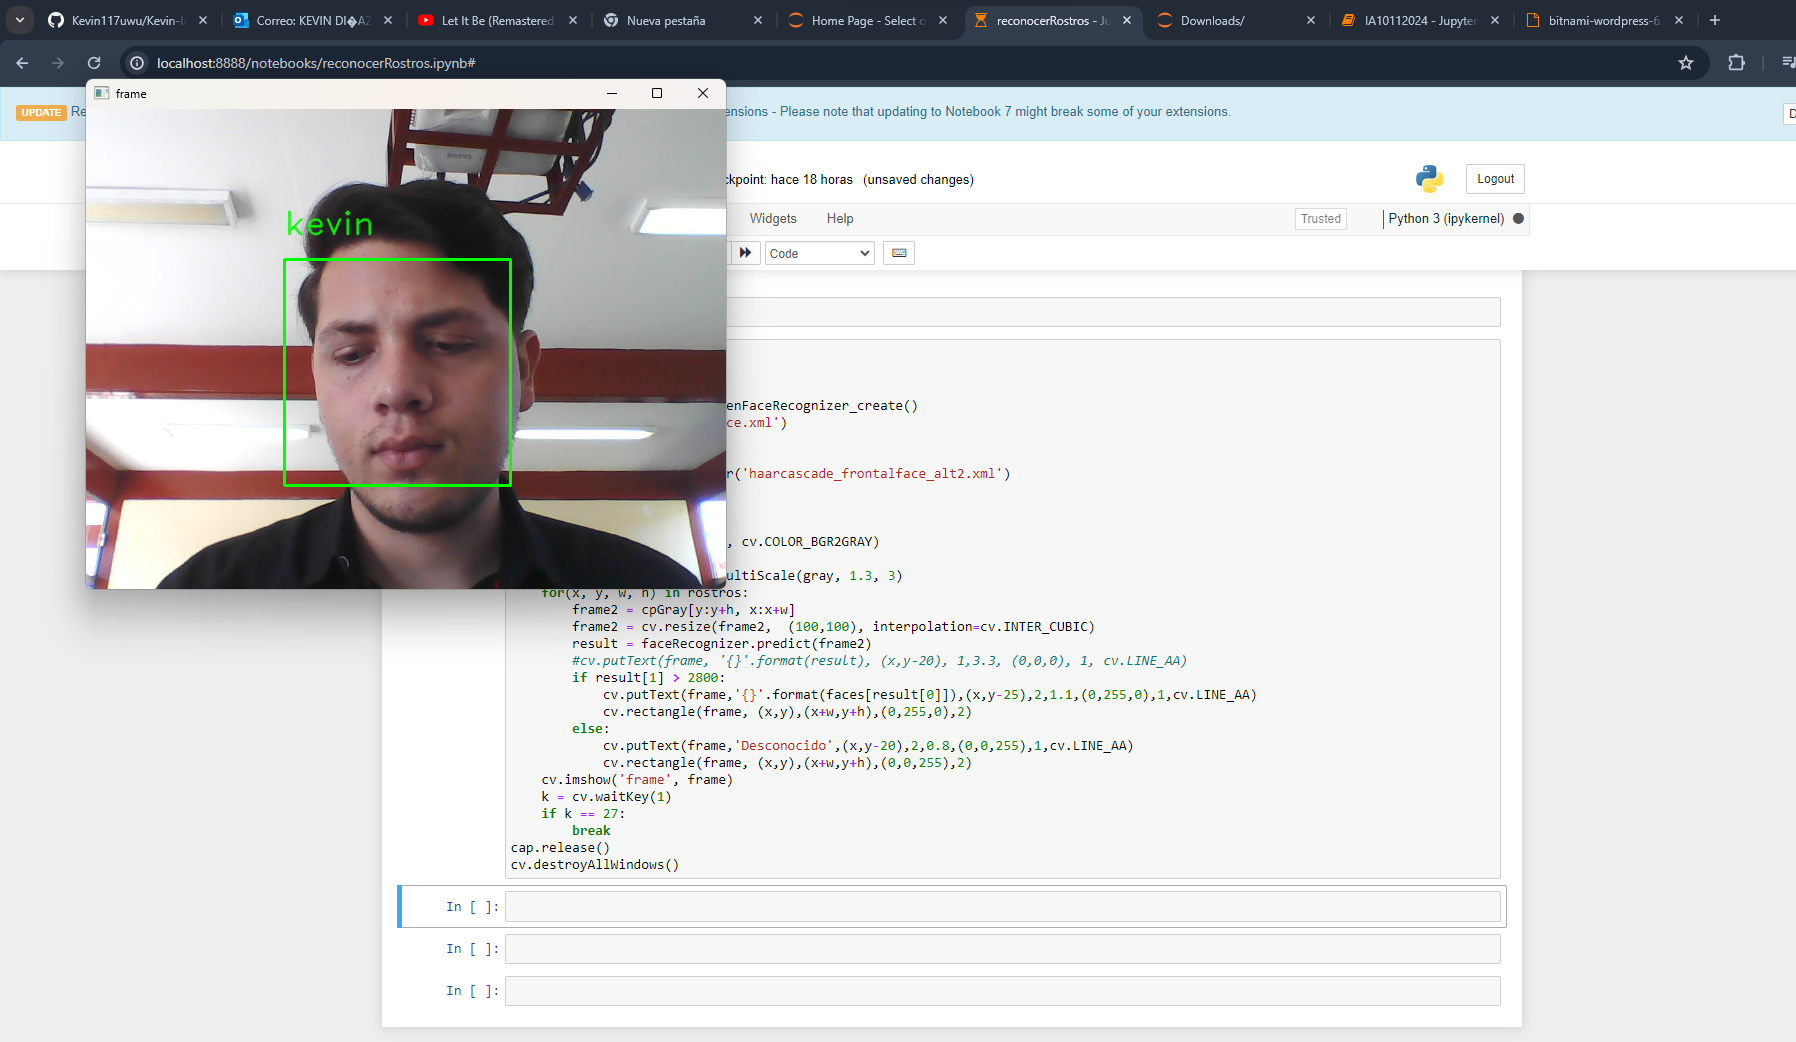 Kevin117uwu/Kevin-I
Correo: KEVIN DI�AZ
Let It Be (Remastered
Nueva pestaña
Home Page - Select o
reconocerRostros - Ju
Downloads/
IA10112024 - Jupyter
bitnami-wordpress-6.
localhost:8888/notebooks/reconocerRostros.ipynb#
frame
UPDATE Re
ensions - Please note that updating to Notebook 7 might break some of your extensions.
D
BenQ
ckpoint: hace 18 horas (unsaved changes)
Logout
kevin
Widgets Help
Trusted
Python 3 (ipykernel)
Code
enFaceRecognizer_create()
ce.xml')
r('haarcascade_frontalface_alt2.xml')
, cv.COLOR_BGR2GRAY)
ultiScale(gray, 1.3, 3)
for(x, y, w, h) in rostros:
frame2 = cpGray[y:y+h, x:x+w]
frame2 = cv.resize(frame2,  (100,100), interpolation=cv.INTER_CUBIC)
result = faceRecognizer.predict(frame2)
#cv.putText(frame, '{}'.format(result), (x,y-20), 1,3.3, (0,0,0), 1, cv.LINE_AA)
if result[1] > 2800:
cv.putText(frame,'{}'.format(faces[result[0]]),(x,y-25),2,1.1,(0,255,0),1,cv.LINE_AA)
cv.rectangle(frame, (x,y),(x+w,y+h),(0,255,0),2)
else:
cv.putText(frame,'Desconocido',(x,y-20),2,0.8,(0,0,255),1,cv.LINE_AA)
cv.rectangle(frame, (x,y),(x+w,y+h),(0,0,255),2)
cv.imshow('frame', frame)
k = cv.waitKey(1)
if k == 27:
break
cap.release()
cv.destroyAllWindows()
In [ ]:
In [ ]:
In [ ]: